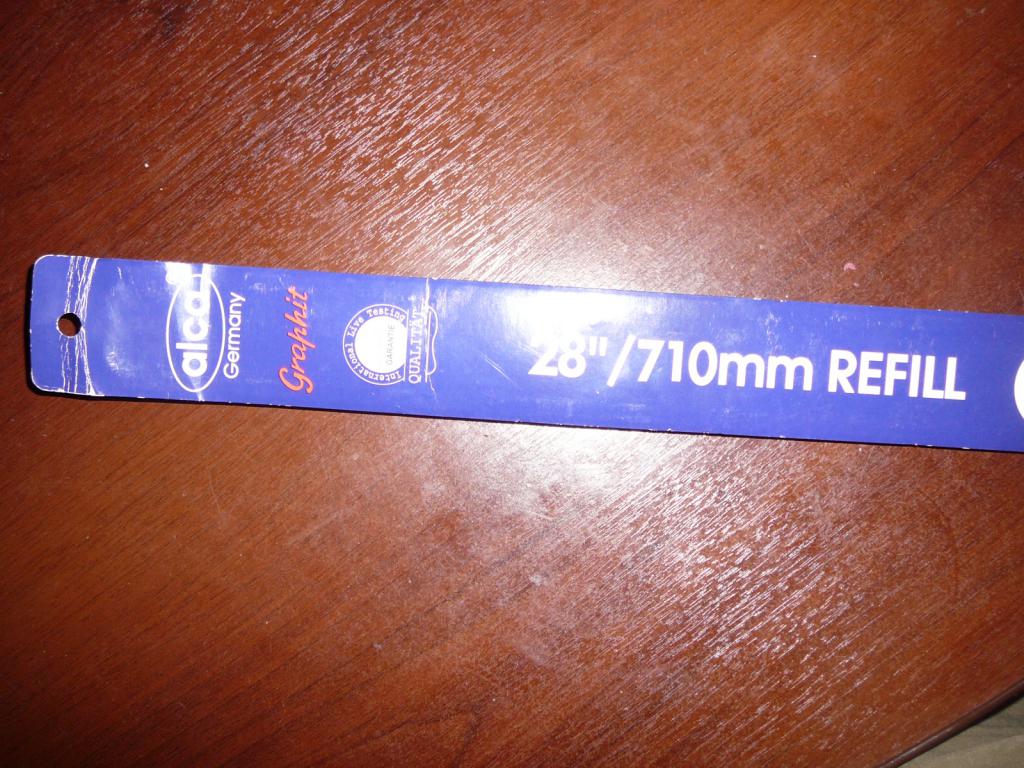 alca
Germany
Graphit
International Live Testing
GARANTIE
QUALITÄT
28"/710mm REFILL